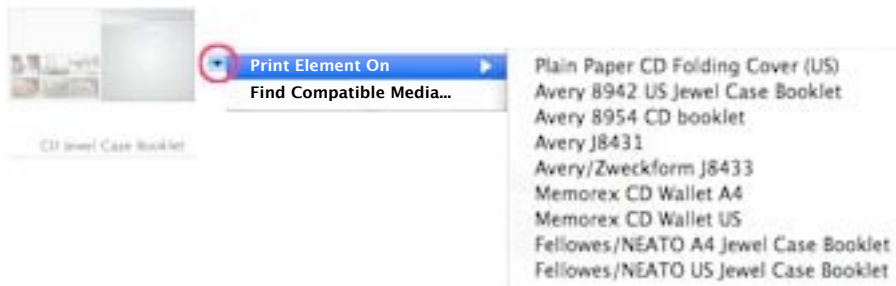 Print Element On
Find Compatible Media...
CD Jewel Case Booklet
Plain Paper CD Folding Cover (US)
Avery 8942 US Jewel Case Booklet
Avery 8954 CD booklet
Avery J8431
Avery/Zweckform J8433
Memorex CD Wallet A4
Memorex CD Wallet US
Fellowes/NEATO A4 Jewel Case Booklet
Fellowes/NEATO US Jewel Case Booklet